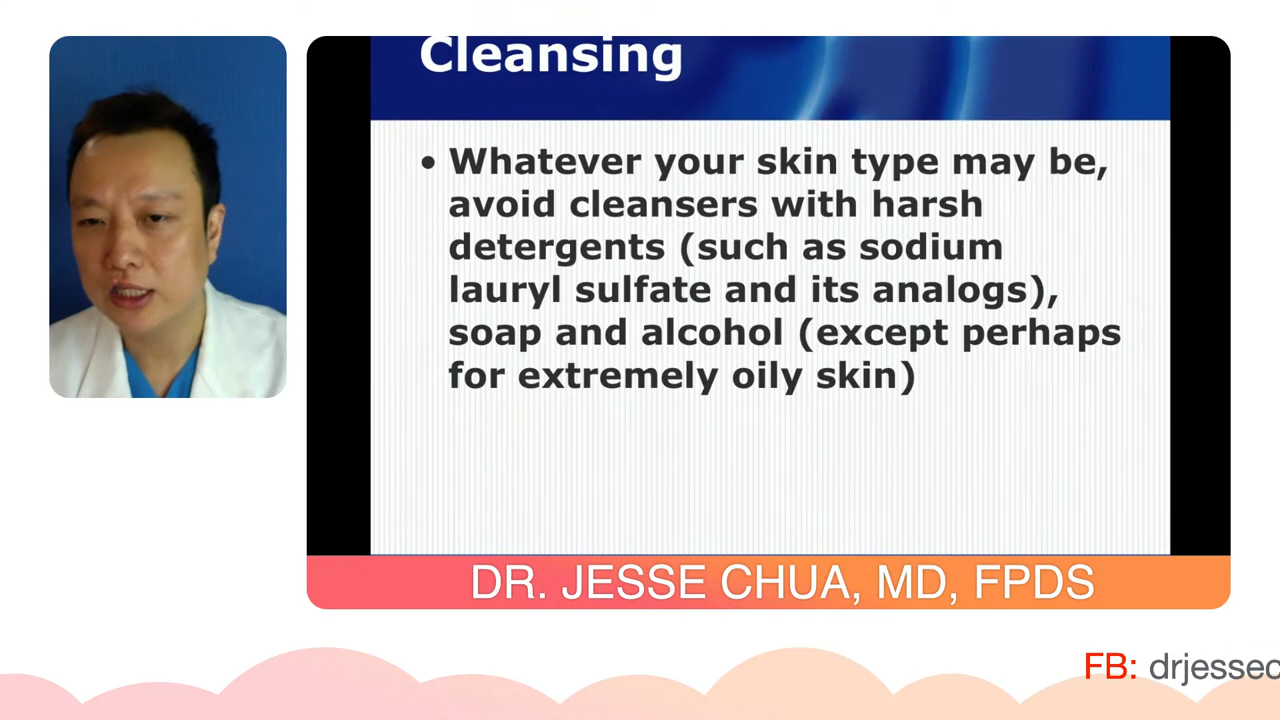 Cleansing
• Whatever your skin type may be,
avoid cleansers with harsh
detergents (such as sodium
lauryl sulfate and its analogs),
soap and alcohol (except perhaps
for extremely oily skin)
DR. JESSE CHUA, MD, FPDS
FB: drjessec